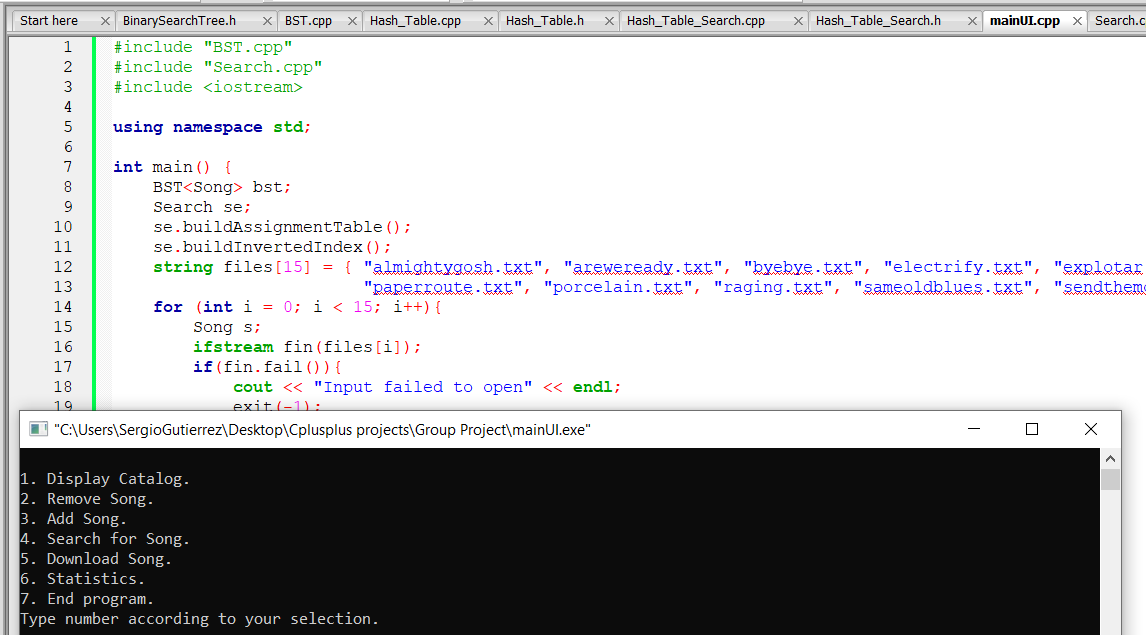 Start here BinarySearchTree.h BST.cpp Hash_Table.cpp Hash_Table.h Hash_Table_Search.cpp Hash_Table_Search.h mainUI.cpp Search.c
1 #include "BST.cpp"
2 #include "Search.cpp"
3 #include <iostream>
4
5 using namespace std;
6
7 int main() {
8 BST<Song> bst;
9 Search se;
10 se.buildAssignmentTable();
11 se.buildInvertedIndex();
12 string files[15] = { "almightygosh.txt", "areweready.txt", "byebye.txt", "electrify.txt", "explotar
13 "paperroute.txt", "porcelain.txt", "raging.txt", "sameoldblues.txt", "sendthemo
14 for (int i = 0; i < 15; i++){
15 Song s;
16 ifstream fin(files[i]);
17 if(fin.fail()){
18 cout << "Input failed to open" << endl;
19 exit(-1);
"C:\Users\SergioGutierrez\Desktop\Cplusplus projects\Group Project\mainUI.exe"
1. Display Catalog.
2. Remove Song.
3. Add Song.
4. Search for Song.
5. Download Song.
6. Statistics.
7. End program.
Type number according to your selection.